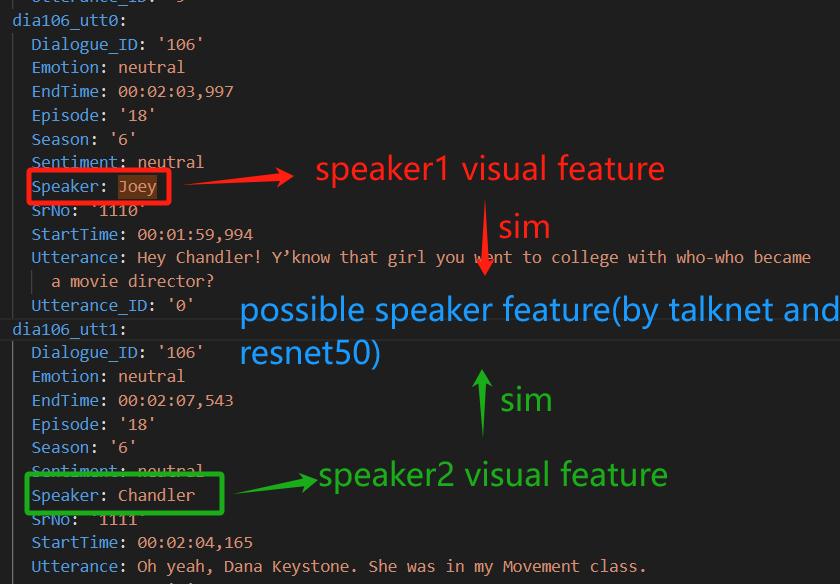 dia106_utt0:
Dialogue_ID: '106'
Emotion: neutral
EndTime: 00:02:03,997
Episode: '18'
Season: '6'
Sentiment: neutral
Speaker: Joey
speaker1 visual feature
SrNo: '1110'
sim
StartTime: 00:01:59,994
Utterance: Hey Chandler! Y’know that girl you went to college with who-who became
a movie director?
Utterance_ID: '0'
possible speaker feature(by talknet and
resnet50)
dia106_utt1:
Dialogue_ID: '106'
Emotion: neutral
EndTime: 00:02:07,543
sim
Episode: '18'
Season: '6'
Sentiment: neutral
speaker2 visual feature
Speaker: Chandler
SrNo: '1111'
StartTime: 00:02:04,165
Utterance: Oh yeah, Dana Keystone. She was in my Movement class.